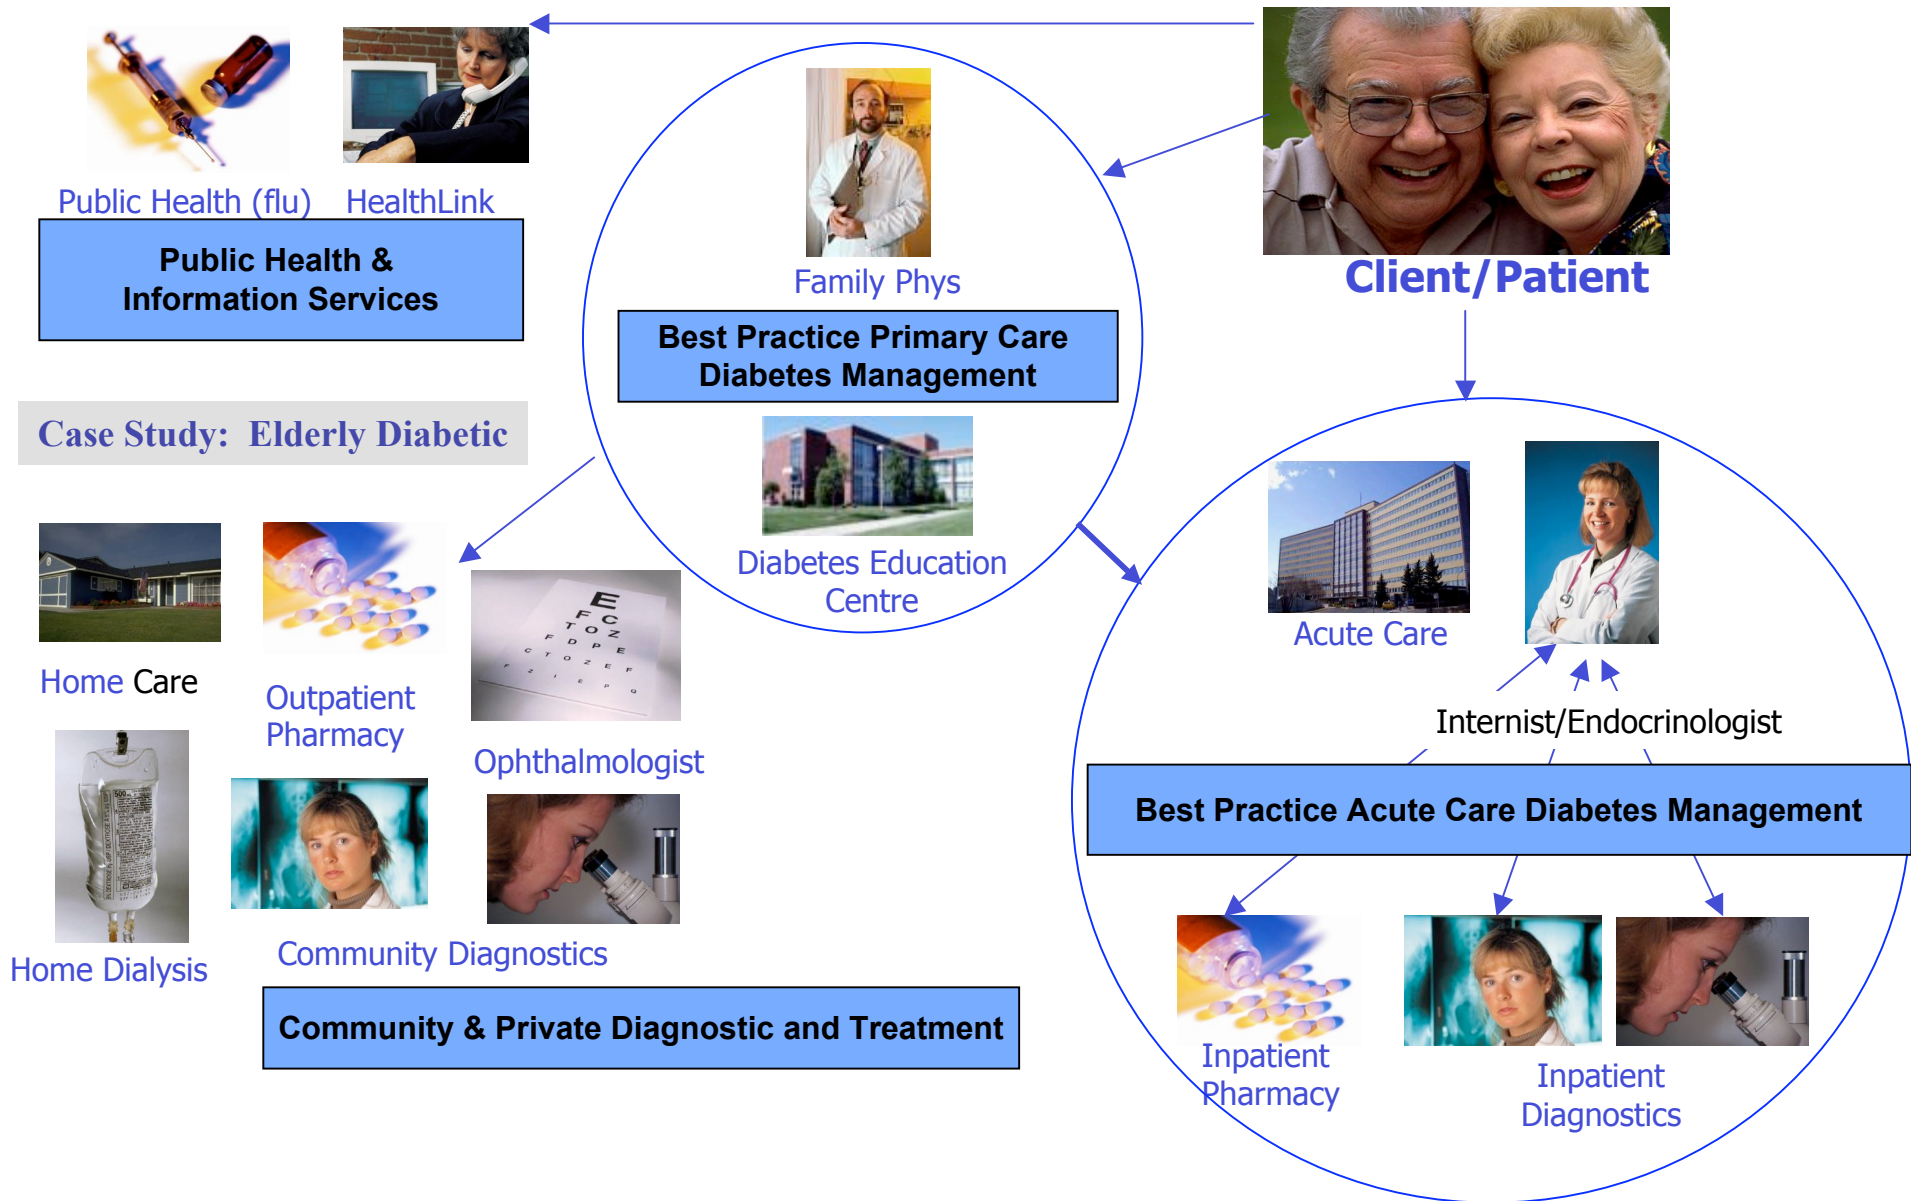 Public Health (flu)
HealthLink
Public Health &
Information Services
Case Study:  Elderly Diabetic
Family Phys
Best Practice Primary Care
Diabetes Management
Diabetes Education
Centre
Client/Patient
Home Care
Outpatient
Pharmacy
E
F C
T O Z
F D P E
C T O Z E F
F Z I E P O
Ophthalmologist
500
Home Dialysis
Community Diagnostics
Community & Private Diagnostic and Treatment
Acute Care
Internist/Endocrinologist
Best Practice Acute Care Diabetes Management
Inpatient
Pharmacy
Inpatient
Diagnostics